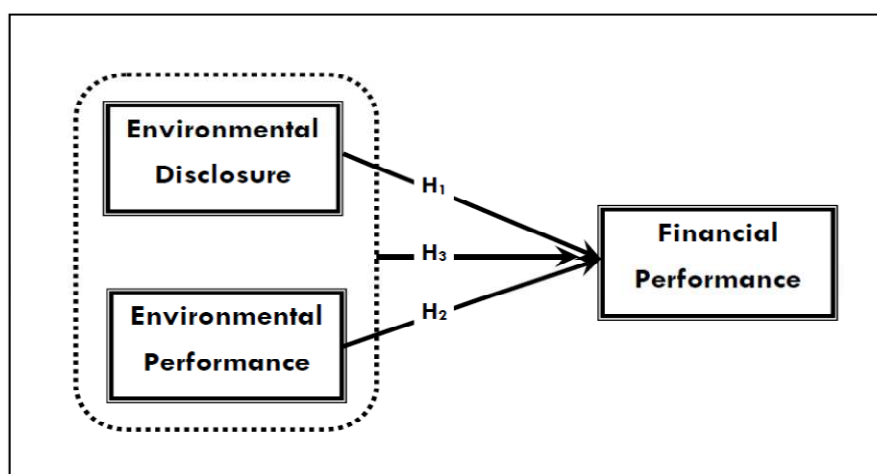 Environmental
Disclosure
H₁
Financial
Performance
H₃
H₂
Environmental
Performance